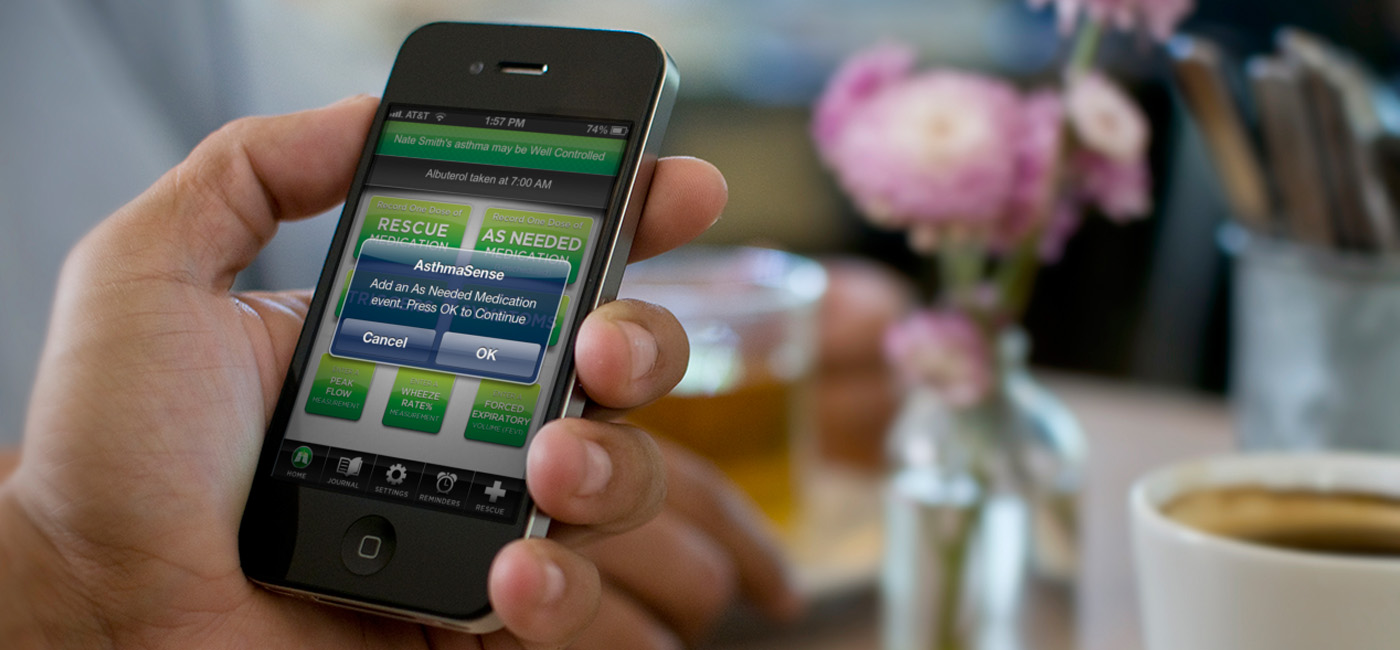 AT&T 1:57 PM 74%
Nate Smith's asthma may be Well Controlled
Albuterol taken at 7:00 AM
Record One Dose of
RESCUE
MEDICATION
Record One Dose of
AS NEEDED
MEDICATION
AsthmaSense
Add an As Needed Medication
event. Press OK to Continue
Cancel
OK
PEAK
FLOW
MEASUREMENT
WHEEZE
RATE%
MEASUREMENT
FORCED
EXPIRATORY
VOLUME (FEV1)
HOME
JOURNAL
SETTINGS
REMINDERS
RESCUE